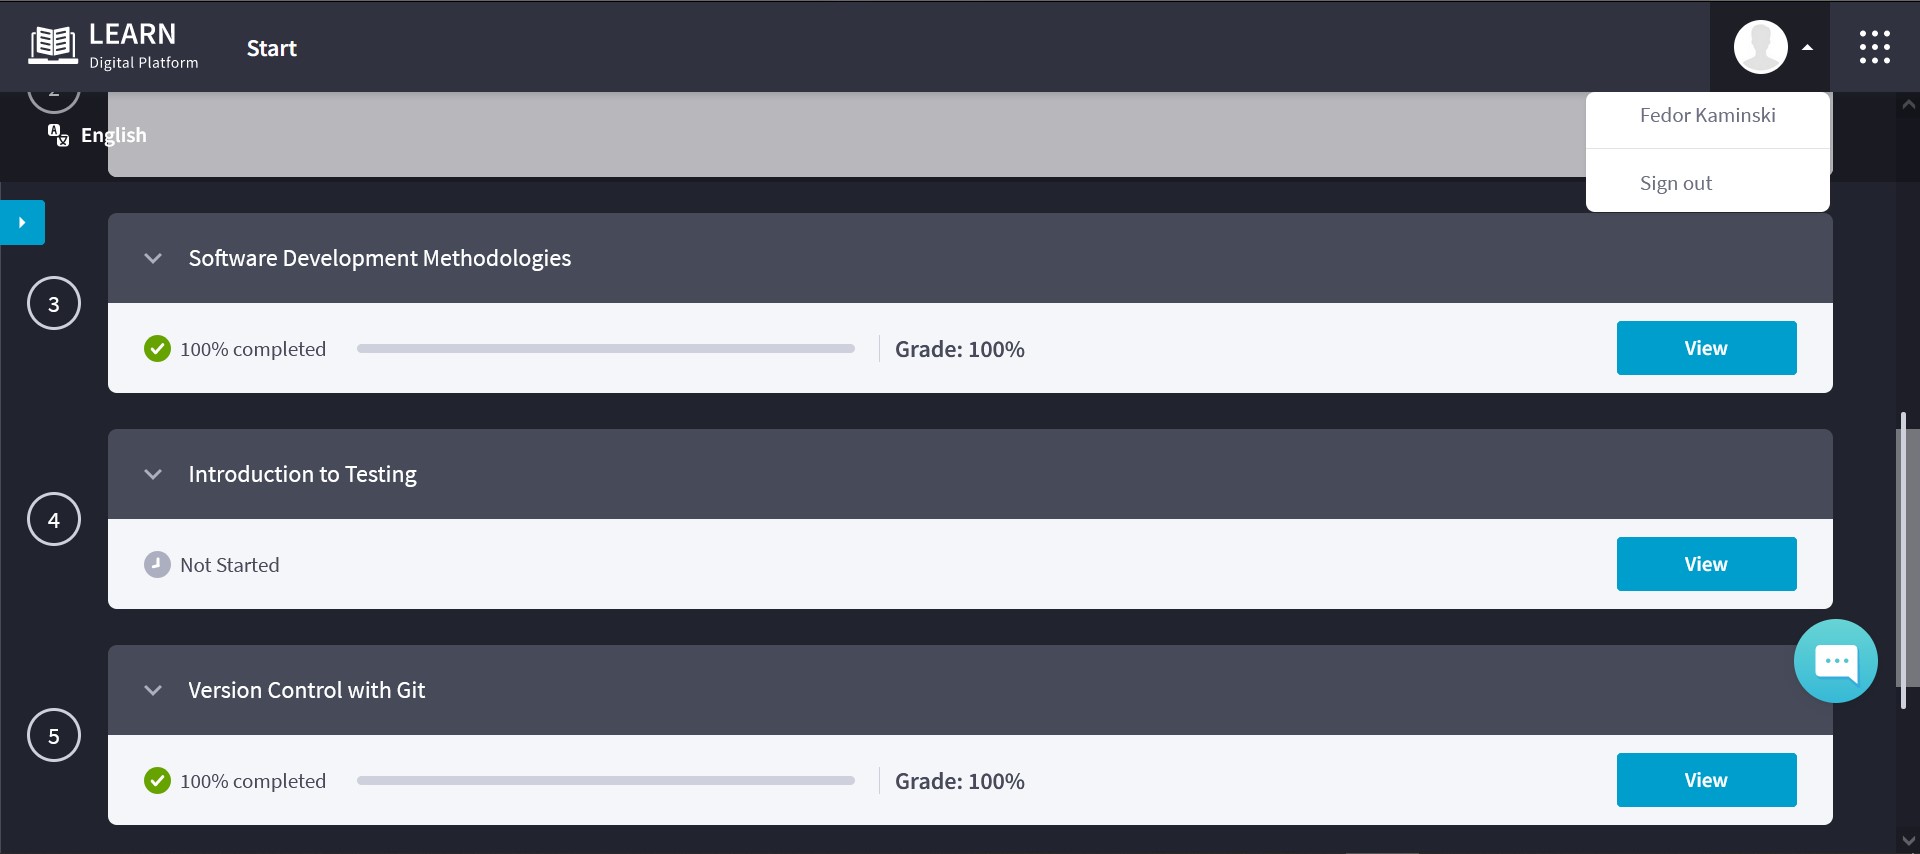 LEARN
Digital Platform
Start
Fedor Kaminski
English
Sign out
Software Development Methodologies
3
100% completed
Grade: 100%
View
Introduction to Testing
4
Not Started
View
Version Control with Git
5
100% completed
Grade: 100%
View